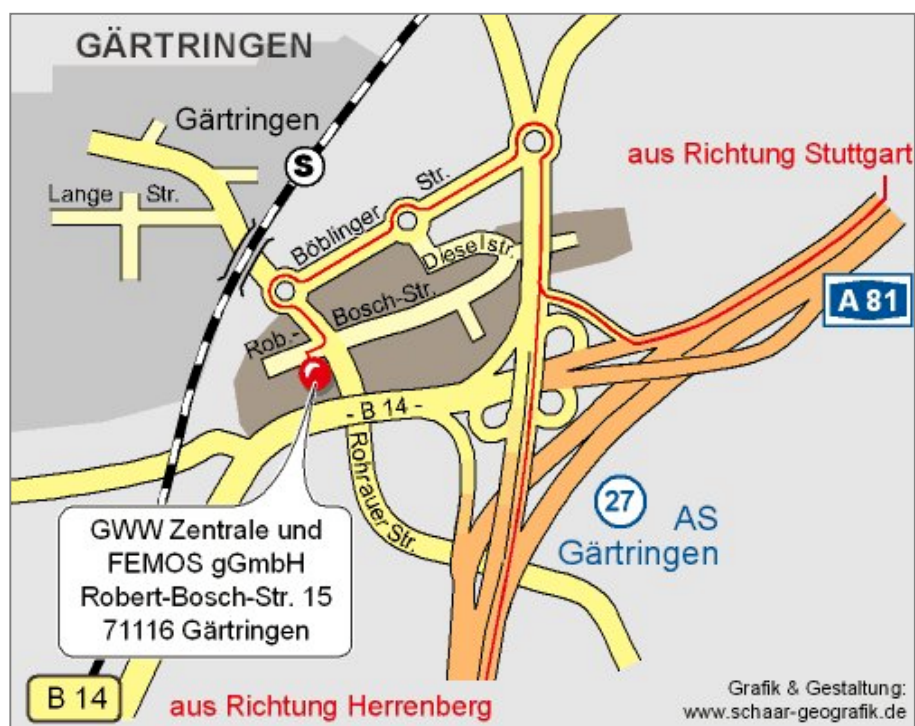 GÄRTRINGEN
Gärtringen
S
aus Richtung Stuttgart
Lange Str.
Böblinger Str.
Dieselstr.
A 81
Rob.-Bosch-Str.
- B 14 -
Rohrauer Str.
27
AS
Gärtringen
GWW Zentrale und
FEMOS gGmbH
Robert-Bosch-Str. 15
71116 Gärtringen
B 14
aus Richtung Herrenberg
Grafik & Gestaltung:
www.schaar-geografik.de